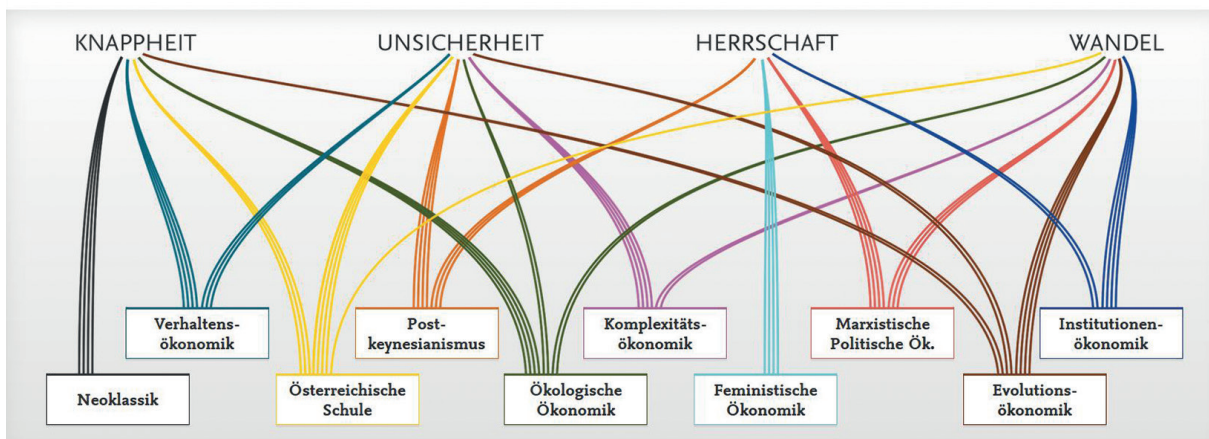 KNAPPHEIT UNSICHERHEIT HERRSCHAFT WANDEL
Verhaltens-
ökonomik
Post-
keynesianismus
Komplexitäts-
ökonomik
Marxistische
Politische Ök.
Institutionen-
ökonomik
Neoklassik
Österreichische
Schule
Ökologische
Ökonomik
Feministische
Ökonomik
Evolutions-
ökonomik